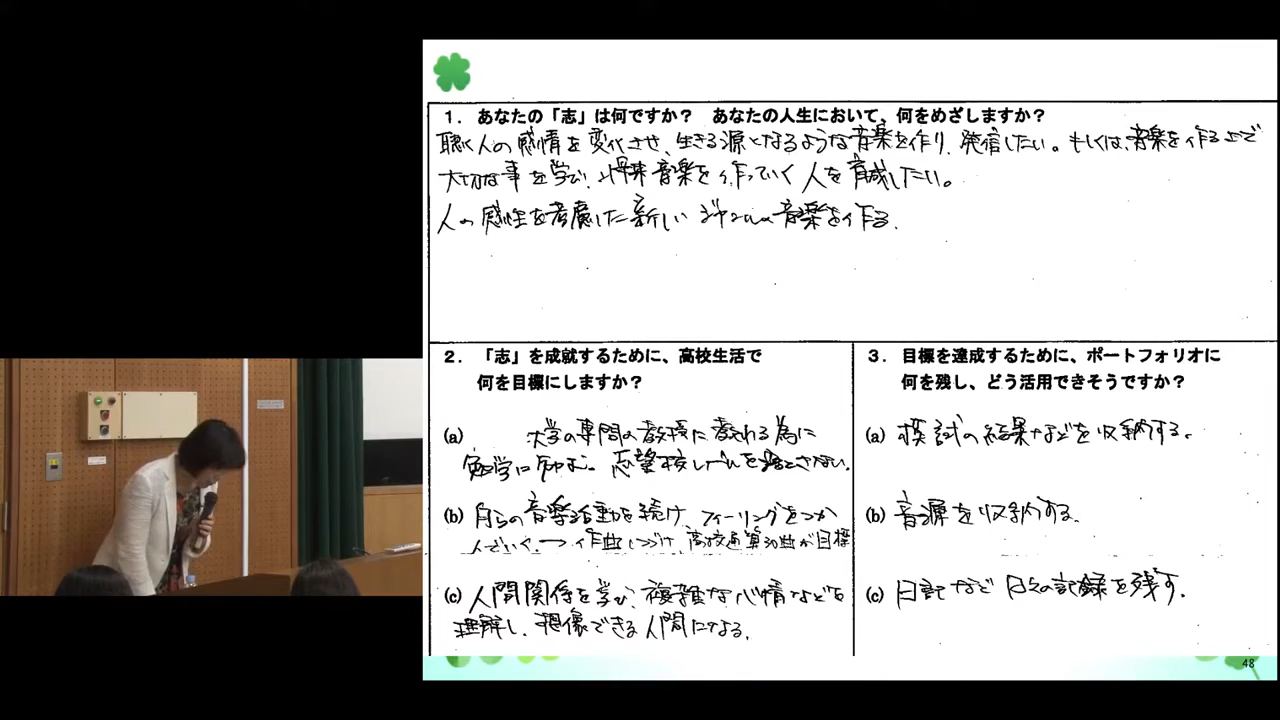 1. あなたの「志」は何ですか? あなたの人生において、何をめざしますか?
聴く人の感情を変化させ、生きる源となるような音楽を作り、発信したい。もしくは、音楽を作る上で
大切な事を学び、将来音楽を作っていく人を育成したい。
人の感性を考慮した新しいジャンルの音楽を作る。
2. 「志」を成就するために、高校生活で
何を目標にしますか?
(a) 大学の専門の教授に教わる為に
勉学に励む。志望校レベルを落とさない。
(b) 自らの音楽活動を続け、フィーリングをつか
んでいく。→作曲しつづけ、高校通算 曲が目標
(c) 人間関係を学び、複雑な心情などを
理解し、想像できる人間になる。
3. 目標を達成するために、ポートフォリオに
何を残し、どう活用できそうですか?
(a) 模試の結果などを収納する。
(b) 音源を収納する。
(c) 日記など日々の記録を残す。
48